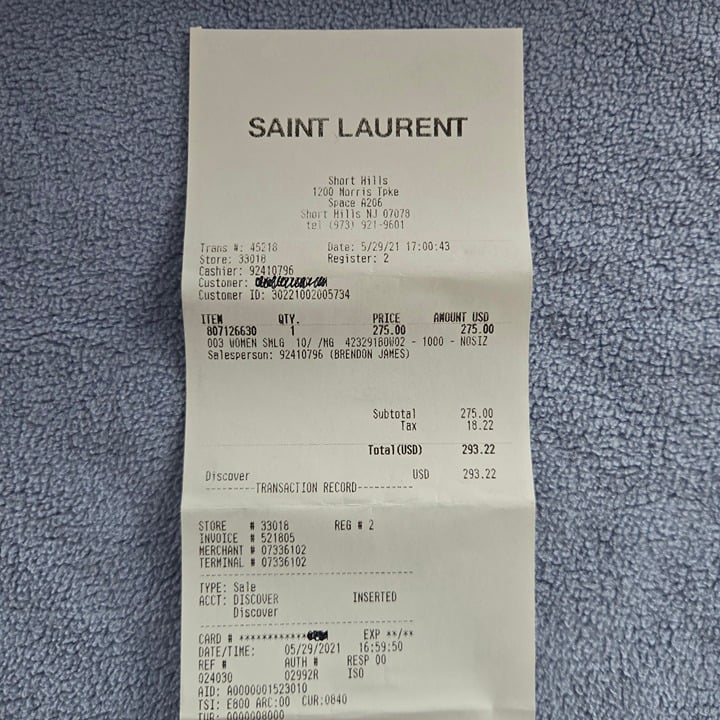 SAINT LAURENT
Short Hills
1200 Morris Tpke
Space A206
Short Hills NJ 07078
tel (973) 921-9601
Trans #: 45218 Date: 5/29/21 17:00:43
Store: 33018 Register: 2
Cashier: 92410796
Customer:
Customer ID: 30221002005734
ITEM QTY. PRICE AMOUNT USD
807126630 1 275.00 275.00
003 WOMEN SMLG 10/ /MG 423291BOW02 - 1000 - NOSIZ
Salesperson: 92410796 (BRENDON JAMES)
Subtotal 275.00
Tax 18.22
Total(USD) 293.22
Discover USD 293.22
---------TRANSACTION RECORD----------
STORE # 33018 REG # 2
INVOICE # 521805
MERCHANT # 07336102
TERMINAL # 07336102
TYPE: Sale
ACCT: DISCOVER INSERTED
Discover
CARD # ************ EXP **/**
DATE/TIME: 05/29/2021 16:59:50
REF # AUTH # RESP 00
024030 02992R ISO
AID: A0000001523010
TSI: E800 ARC:00 CUR:0840
TVR: 0000008000